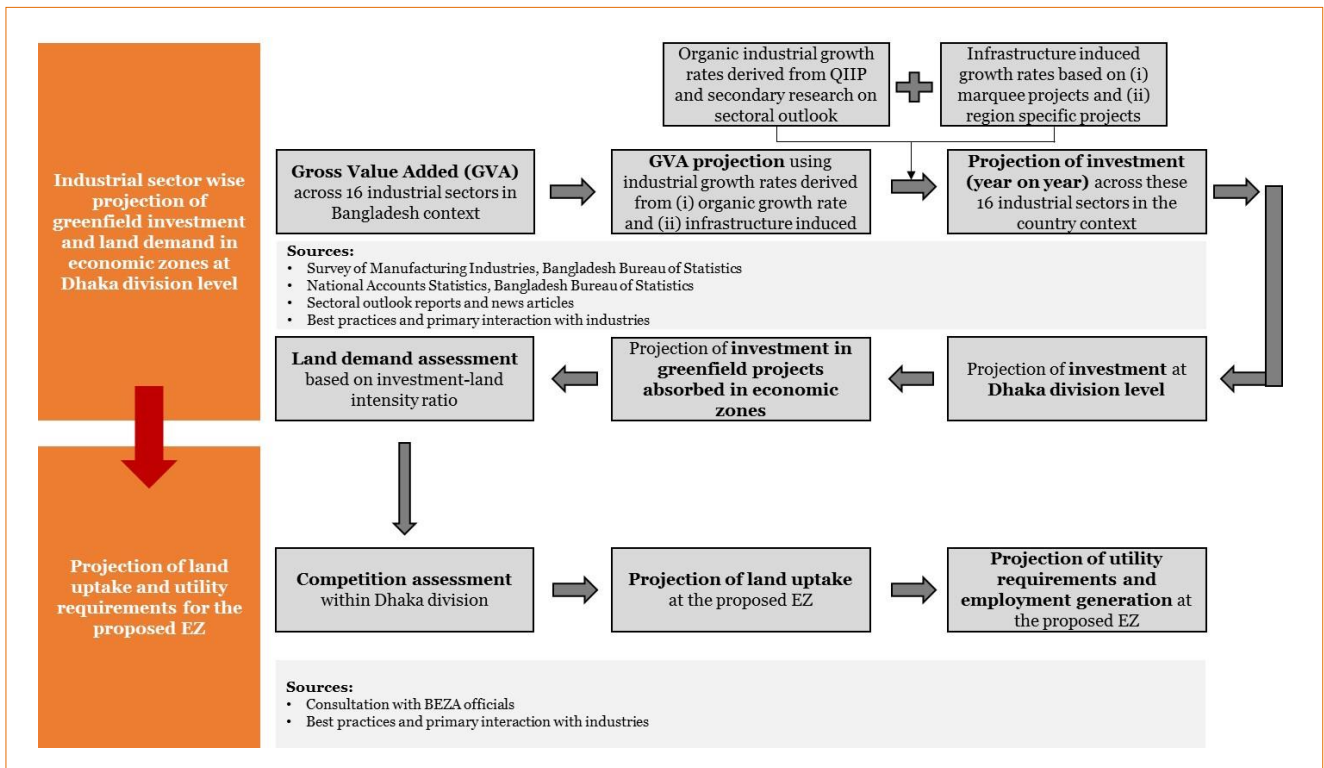 Organic industrial growth
rates derived from QIIP
and secondary research on
sectoral outlook
Infrastructure induced
growth rates based on (i)
marquee projects and (ii)
region specific projects
Industrial sector wise
projection of
greenfield investment
and land demand in
economic zones at
Dhaka division level
Gross Value Added (GVA)
across 16 industrial sectors in
Bangladesh context
GVA projection using
industrial growth rates derived
from (i) organic growth rate
and (ii) infrastructure induced
Projection of investment
(year on year) across these
16 industrial sectors in the
country context
Sources:
• Survey of Manufacturing Industries, Bangladesh Bureau of Statistics
• National Accounts Statistics, Bangladesh Bureau of Statistics
• Sectoral outlook reports and news articles
• Best practices and primary interaction with industries
Projection of investment at
Dhaka division level
Projection of investment in
greenfield projects
absorbed in economic
zones
Land demand assessment
based on investment-land
intensity ratio
Projection of land
uptake and utility
requirements for the
proposed EZ
Competition assessment
within Dhaka division
Projection of land uptake
at the proposed EZ
Projection of utility
requirements and
employment generation at
the proposed EZ
Sources:
• Consultation with BEZA officials
• Best practices and primary interaction with industries